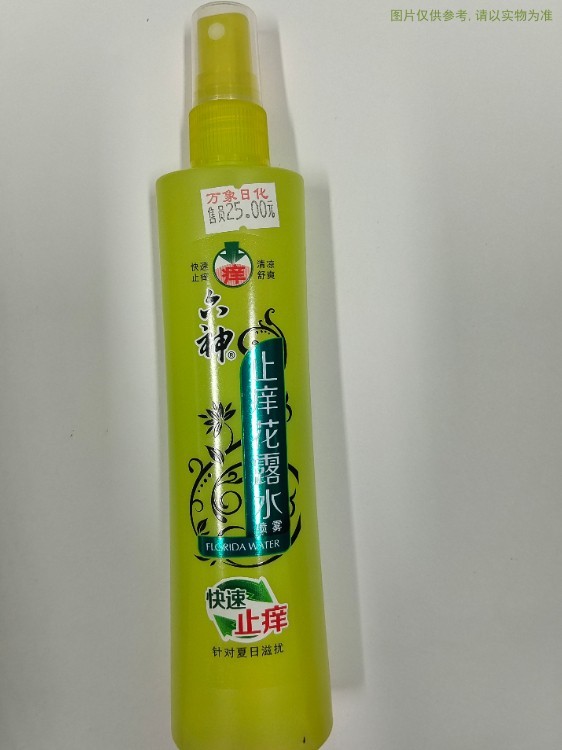 图片仅供参考, 请以实物为准
万象日化
售员25.00元
快速
止痒
痒
清凉
舒爽
六神®
止痒花露水
喷雾
FLORIDA WATER
快速
止痒
针对夏日滋扰